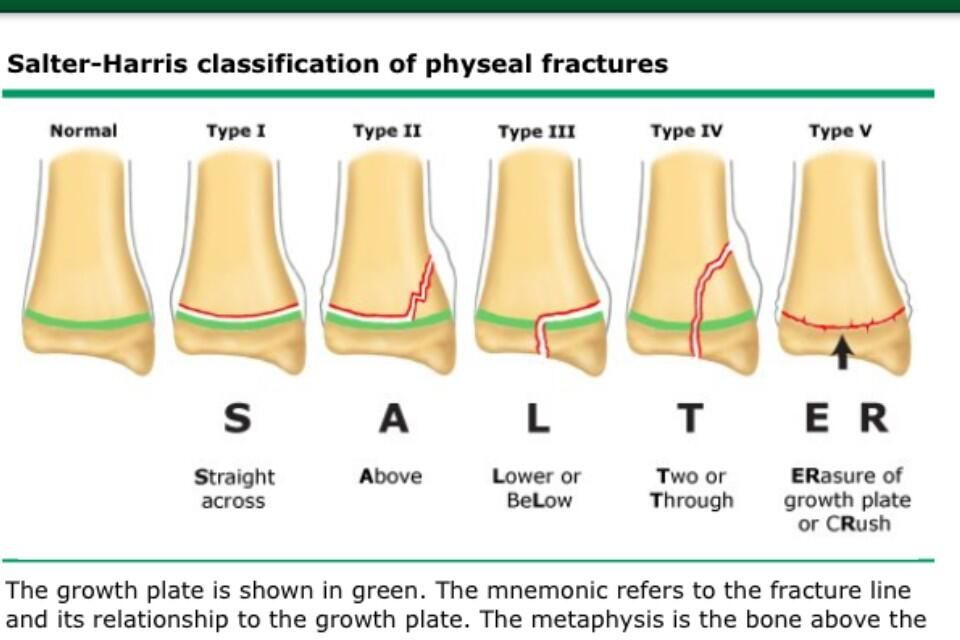 Salter-Harris classification of physeal fractures
Normal Type I Type II Type III Type IV Type V
S A L T E R
Straight across
Above
Lower or BeLow
Two or Through
ERasure of growth plate or CRush
The growth plate is shown in green. The mnemonic refers to the fracture line
and its relationship to the growth plate. The metaphysis is the bone above the